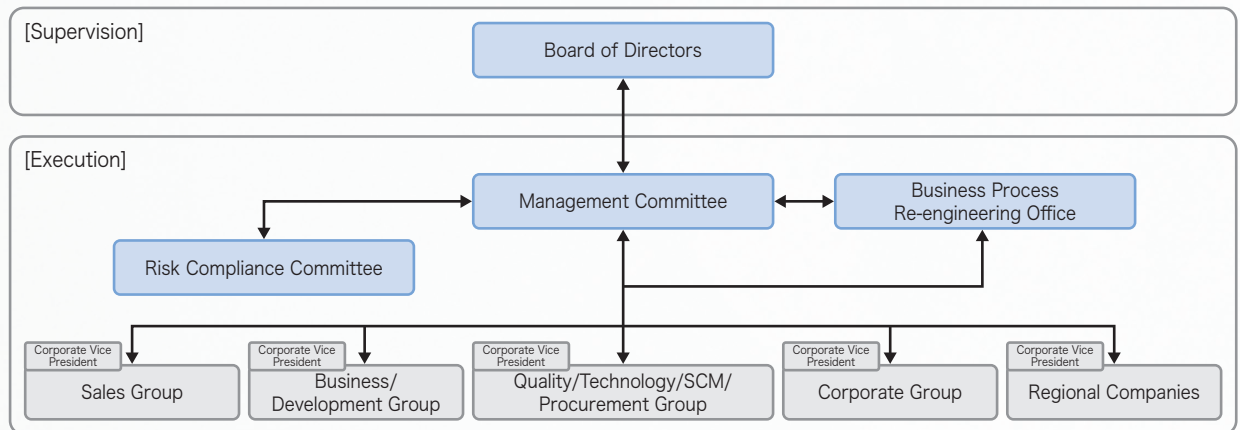 [Supervision]
Board of Directors
[Execution]
Management Committee
Business Process
Re-engineering Office
Risk Compliance Committee
Corporate Vice
President
Sales Group
Corporate Vice
President
Business/
Development Group
Corporate Vice
President
Quality/Technology/SCM/
Procurement Group
Corporate Vice
President
Corporate Group
Corporate Vice
President
Regional Companies